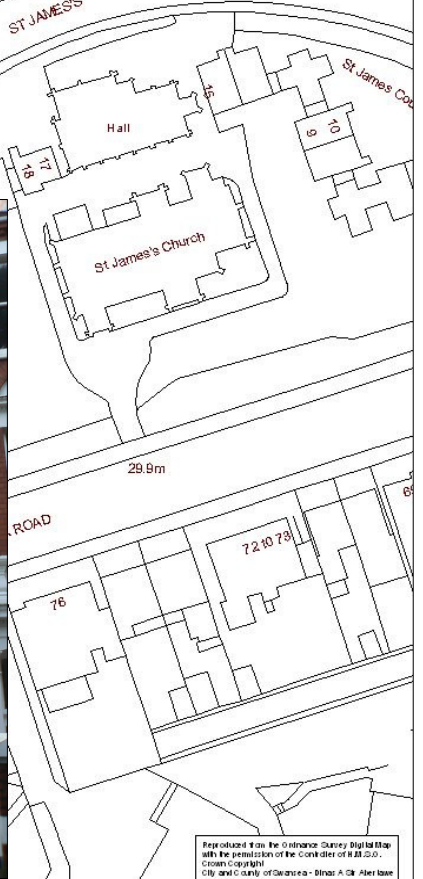 ST JAMES'S
St James Cou
15
Hall
9
10
17
18
St James's Church
29.9m
ROAD
72 to 73
69
76
Reproduced from the Ordnance Survey Digital Map
with the permission of the Controller of H.M.S.O.
Crown Copyright
City and County of Swansea - Dinas A Sir Abertawe